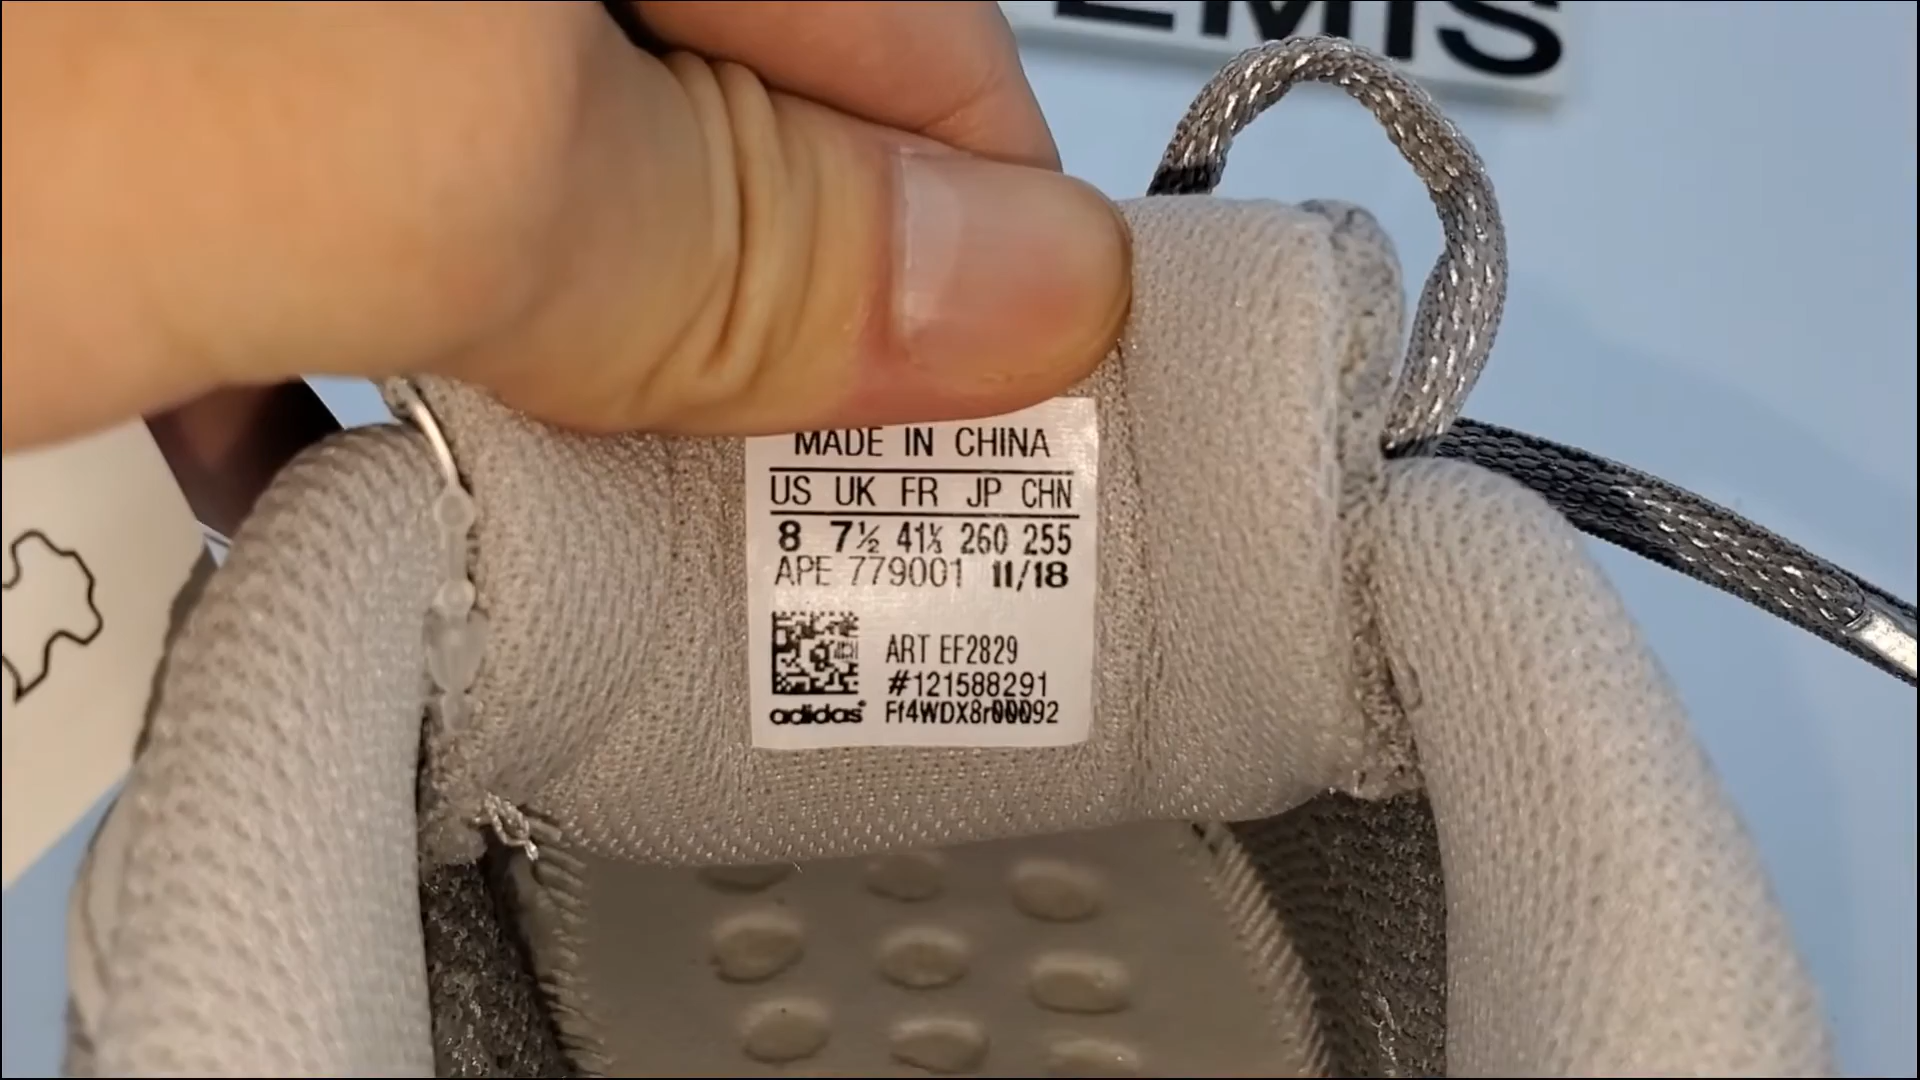 EMIS
MADE IN CHINA
US UK FR JP CHN
8 7½ 41⅓ 260 255
APE 779001 11/18
ART EF2829
#121588291
adidas